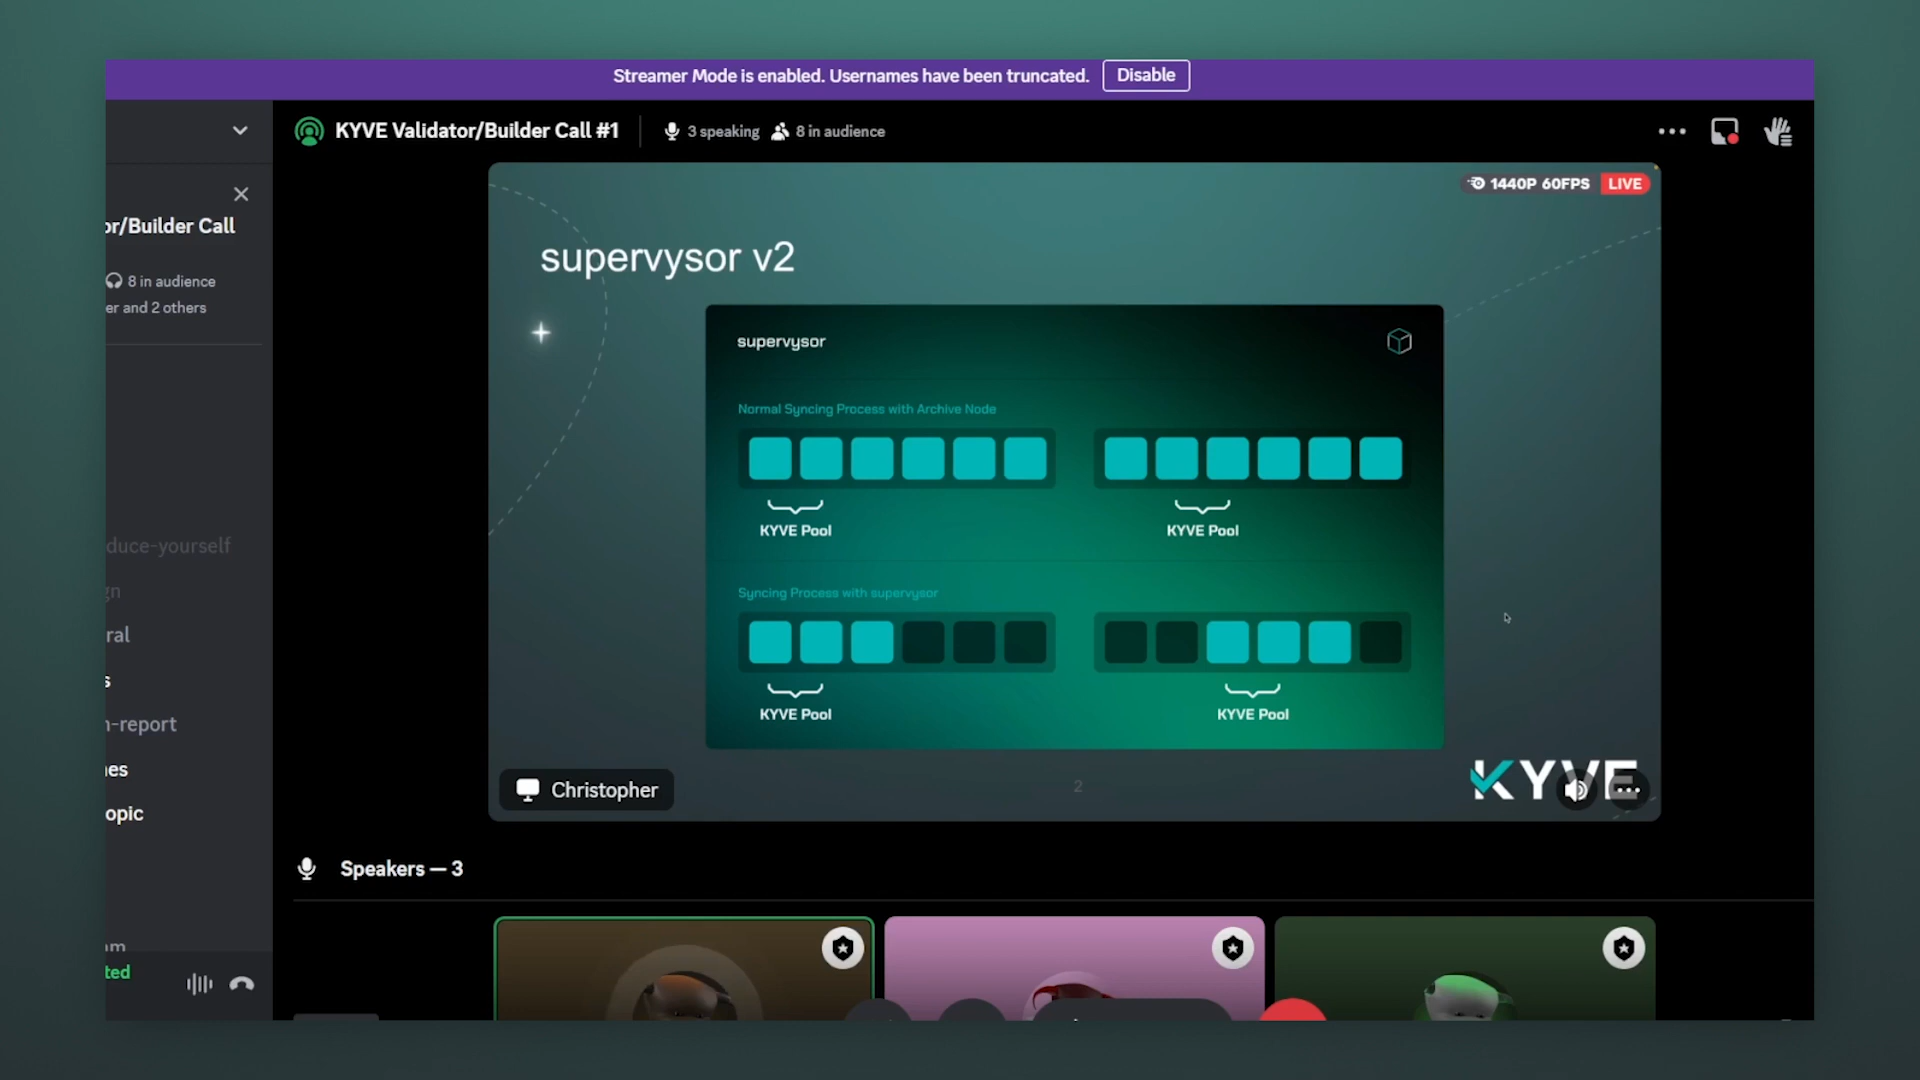 Streamer Mode is enabled. Usernames have been truncated. Disable
KYVE Validator/Builder Call #1
3 speaking
8 in audience
or/Builder Call
8 in audience
er and 2 others
duce-yourself
gn
ral
s
n-report
es
opic
am
ted
1440P 60FPS LIVE
supervysor v2
supervysor
Normal Syncing Process with Archive Node
KYVE Pool
KYVE Pool
Syncing Process with supervysor
KYVE Pool
KYVE Pool
Christopher
2
KYVE
Speakers — 3